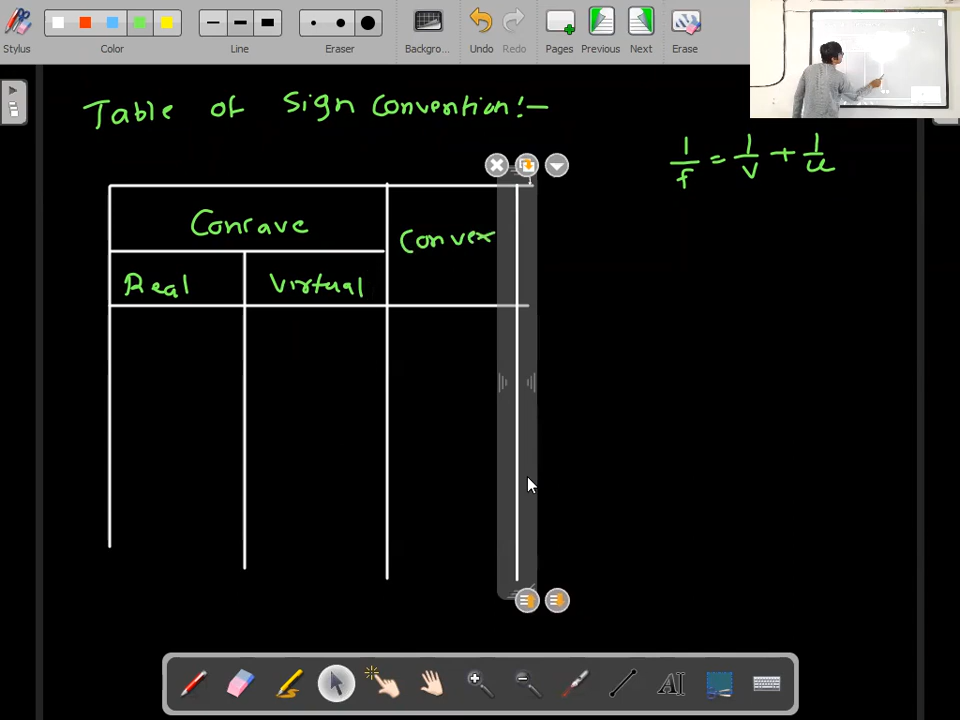 Stylus
Color
Line
Eraser
Backgro...
Undo
Redo
Pages
Previous
Next
Erase
Table of Sign Convention:-
1/f = 1/v + 1/u
Concave
Convex
Real
Virtual
AI